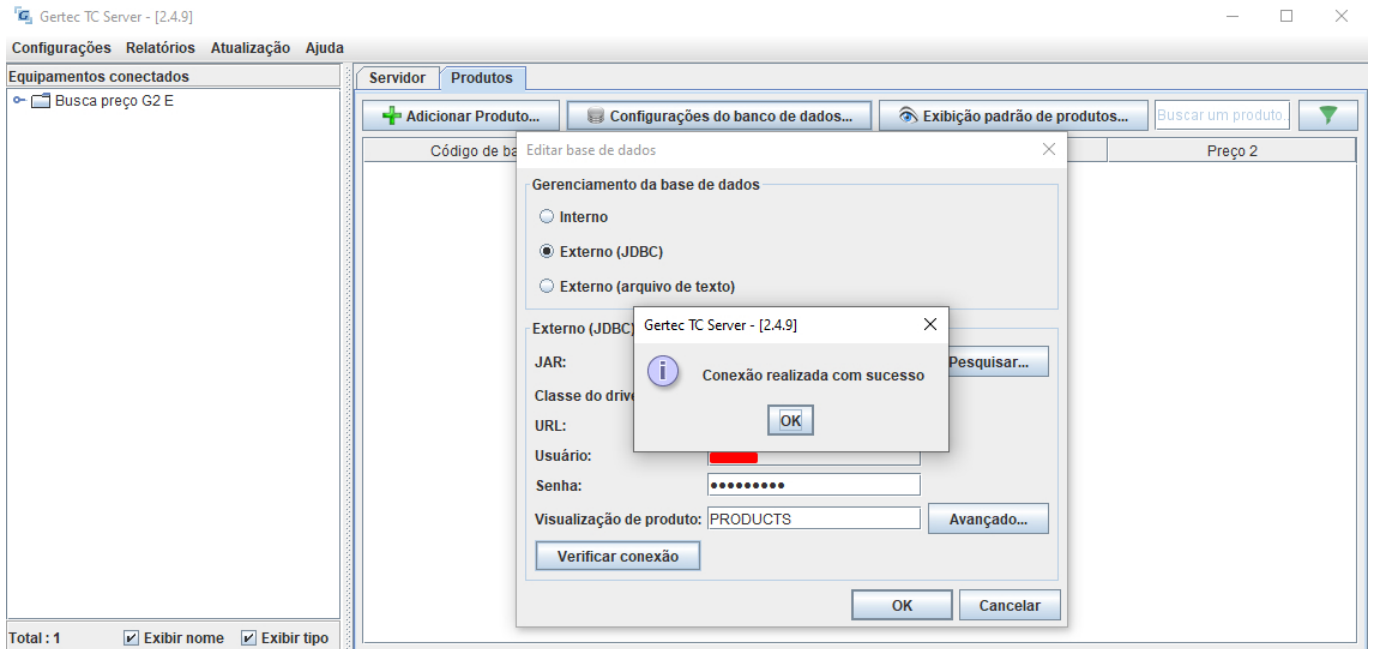 Gertec TC Server - [2.4.9]
Configurações Relatórios Atualização Ajuda
Equipamentos conectados
Busca preço G2 E
Total : 1 Exibir nome Exibir tipo
Servidor Produtos
Adicionar Produto... Configurações do banco de dados... Exibição padrão de produtos... Buscar um produto..
Código de ba Preço 2
Editar base de dados
Gerenciamento da base de dados
Interno
Externo (JDBC)
Externo (arquivo de texto)
Externo (JDBC)
JAR: Pesquisar...
Classe do drive
URL:
Usuário:
Senha:
Visualização de produto: PRODUCTS Avançado...
Verificar conexão
OK Cancelar
Gertec TC Server - [2.4.9]
Conexão realizada com sucesso
OK